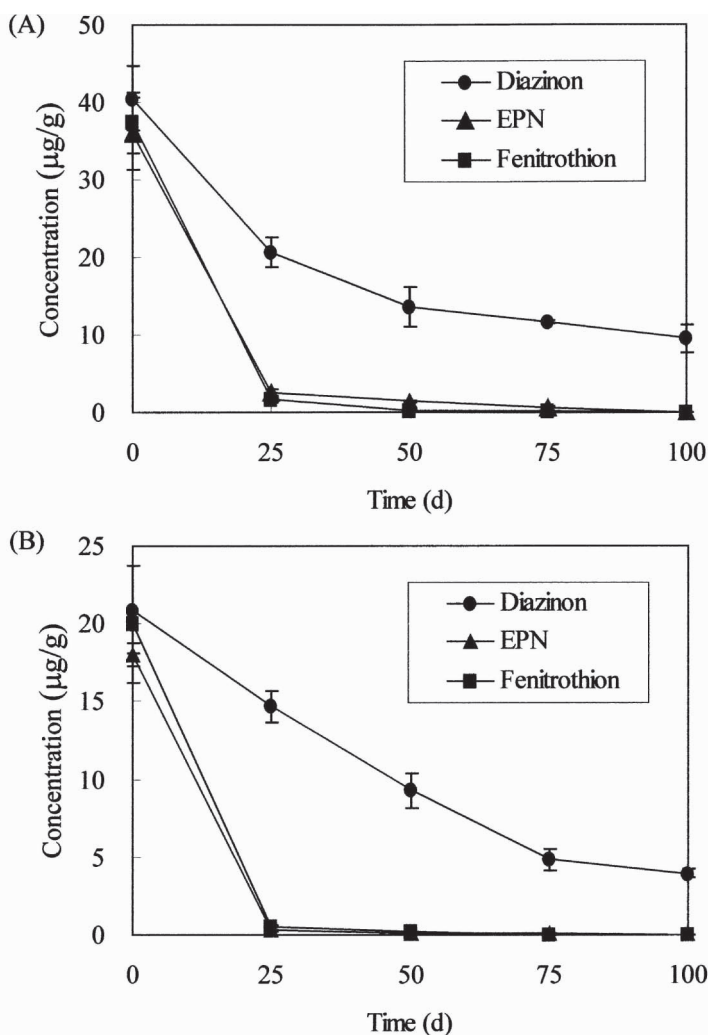 (A)
50
40
30
20
10
0
Concentration (μg/g)
Diazinon
EPN
Fenitrothion
0 25 50 75 100
Time (d)
(B)
25
20
15
10
5
0
Concentration (μg/g)
Diazinon
EPN
Fenitrothion
0 25 50 75 100
Time (d)